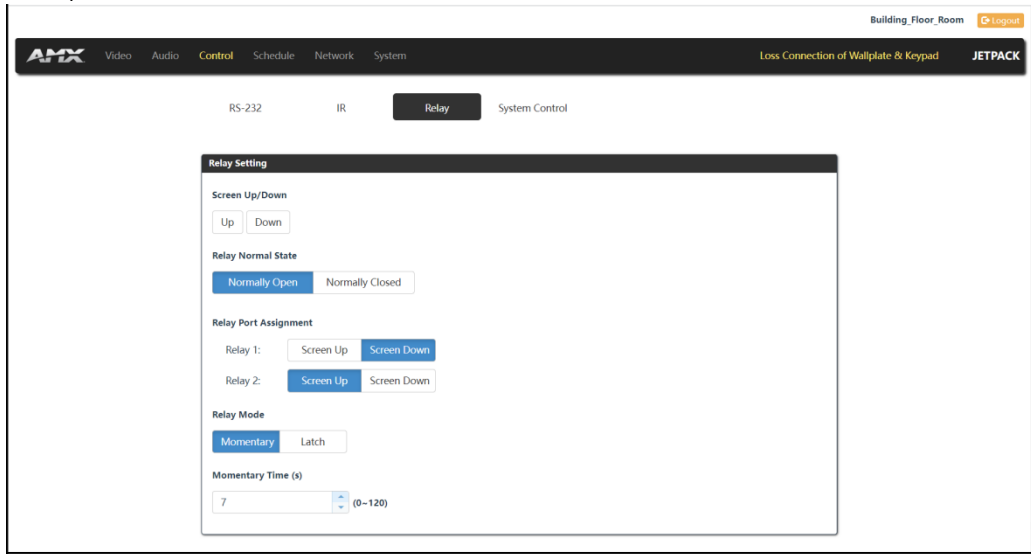 Building_Floor_Room Logout
AMX Video Audio Control Schedule Network System Loss Connection of Wallplate & Keypad JETPACK
RS-232 IR Relay System Control
Relay Setting
Screen Up/Down
Up Down
Relay Normal State
Normally Open Normally Closed
Relay Port Assignment
Relay 1: Screen Up Screen Down
Relay 2: Screen Up Screen Down
Relay Mode
Momentary Latch
Momentary Time (s)
7 (0~120)